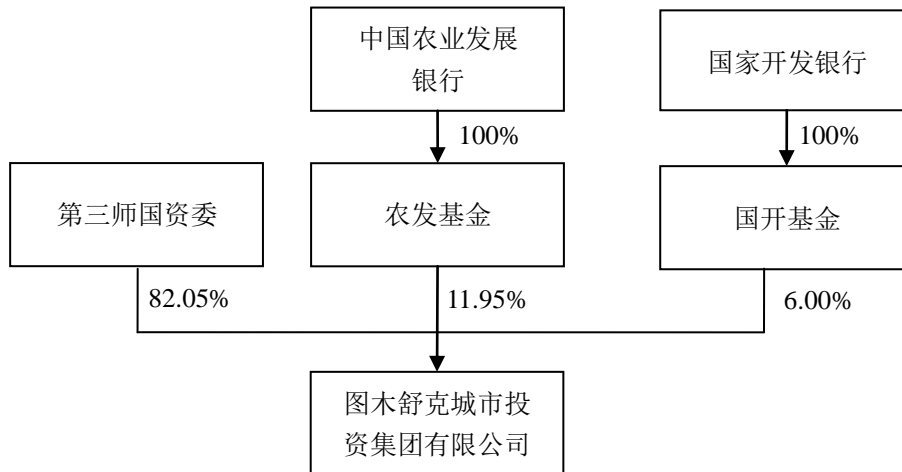 中国农业发展
银行
国家开发银行
100%
100%
第三师国资委
农发基金
国开基金
82.05%
11.95%
6.00%
图木舒克城市投
资集团有限公司